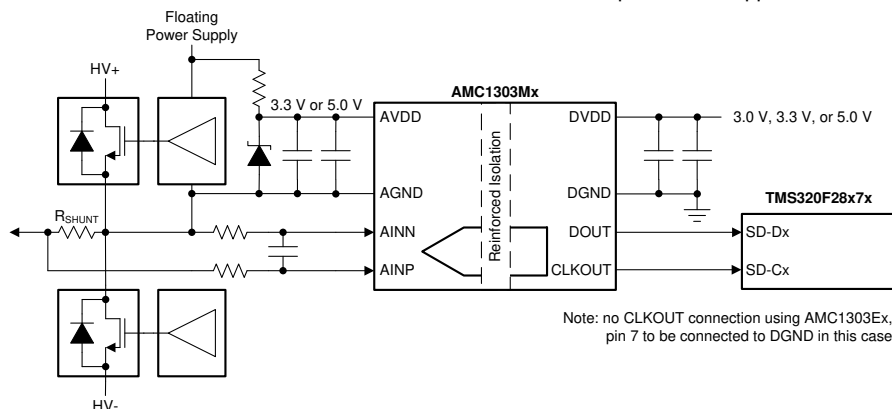 Floating
Power Supply
HV+
AMC1303Mx
3.3 V or 5.0 V
AVDD
DVDD
3.0 V, 3.3 V, or 5.0 V
Reinforced Isolation
AGND
DGND
TMS320F28x7x
RSHUNT
AINN
DOUT
SD-Dx
AINP
CLKOUT
SD-Cx
Note: no CLKOUT connection using AMC1303Ex,
pin 7 to be connected to DGND in this case
HV-